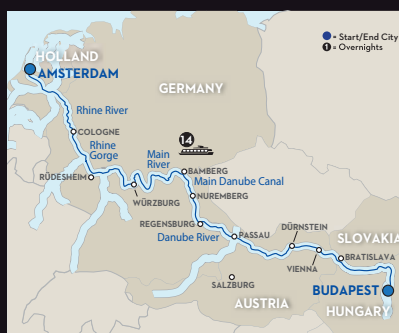 = Start/End City
1 = Overnights
HOLLAND
AMSTERDAM
GERMANY
Rhine River
COLOGNE
Rhine
Gorge
RÜDESHEIM
Main
River
14
BAMBERG
Main Danube Canal
WÜRZBURG
NUREMBERG
REGENSBURG
Danube River
PASSAU
DÜRNSTEIN
SLOVAKIA
VIENNA
BRATISLAVA
SALZBURG
BUDAPEST
AUSTRIA
HUNGARY